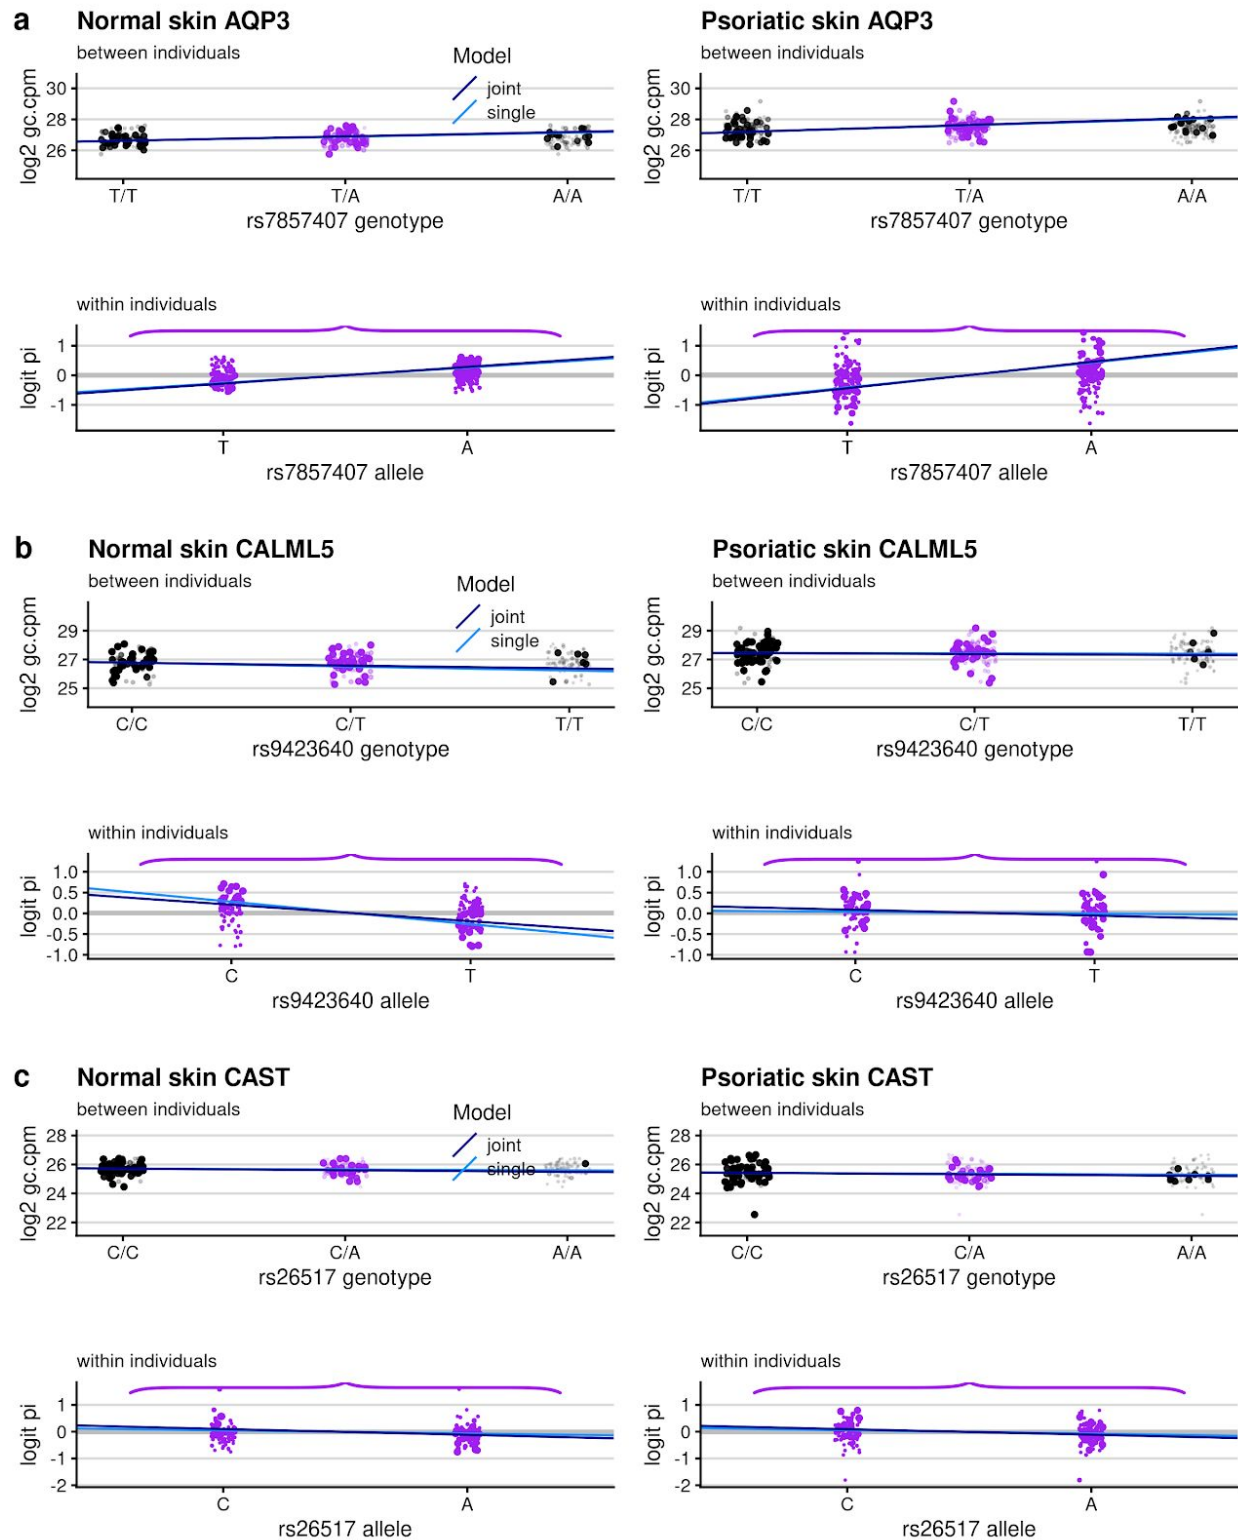 a
Normal skin AQP3
between individuals
Model
joint
single
log2 gc.cpm
30
28
26
T/T
T/A
A/A
rs7857407 genotype
within individuals
logit pi
1
0
-1
T
A
rs7857407 allele
Psoriatic skin AQP3
between individuals
log2 gc.cpm
30
28
26
T/T
T/A
A/A
rs7857407 genotype
within individuals
logit pi
1
0
-1
T
A
rs7857407 allele
b
Normal skin CALML5
between individuals
Model
joint
single
log2 gc.cpm
29
27
25
C/C
C/T
T/T
rs9423640 genotype
within individuals
logit pi
1.0
0.5
0.0
-0.5
-1.0
C
T
rs9423640 allele
Psoriatic skin CALML5
between individuals
log2 gc.cpm
29
27
25
C/C
C/T
T/T
rs9423640 genotype
within individuals
logit pi
1.0
0.5
0.0
-0.5
-1.0
C
T
rs9423640 allele
c
Normal skin CAST
between individuals
Model
joint
single
log2 gc.cpm
28
26
24
22
C/C
C/A
A/A
rs26517 genotype
within individuals
logit pi
1
0
-1
-2
C
A
rs26517 allele
Psoriatic skin CAST
between individuals
log2 gc.cpm
28
26
24
22
C/C
C/A
A/A
rs26517 genotype
within individuals
logit pi
1
0
-1
-2
C
A
rs26517 allele